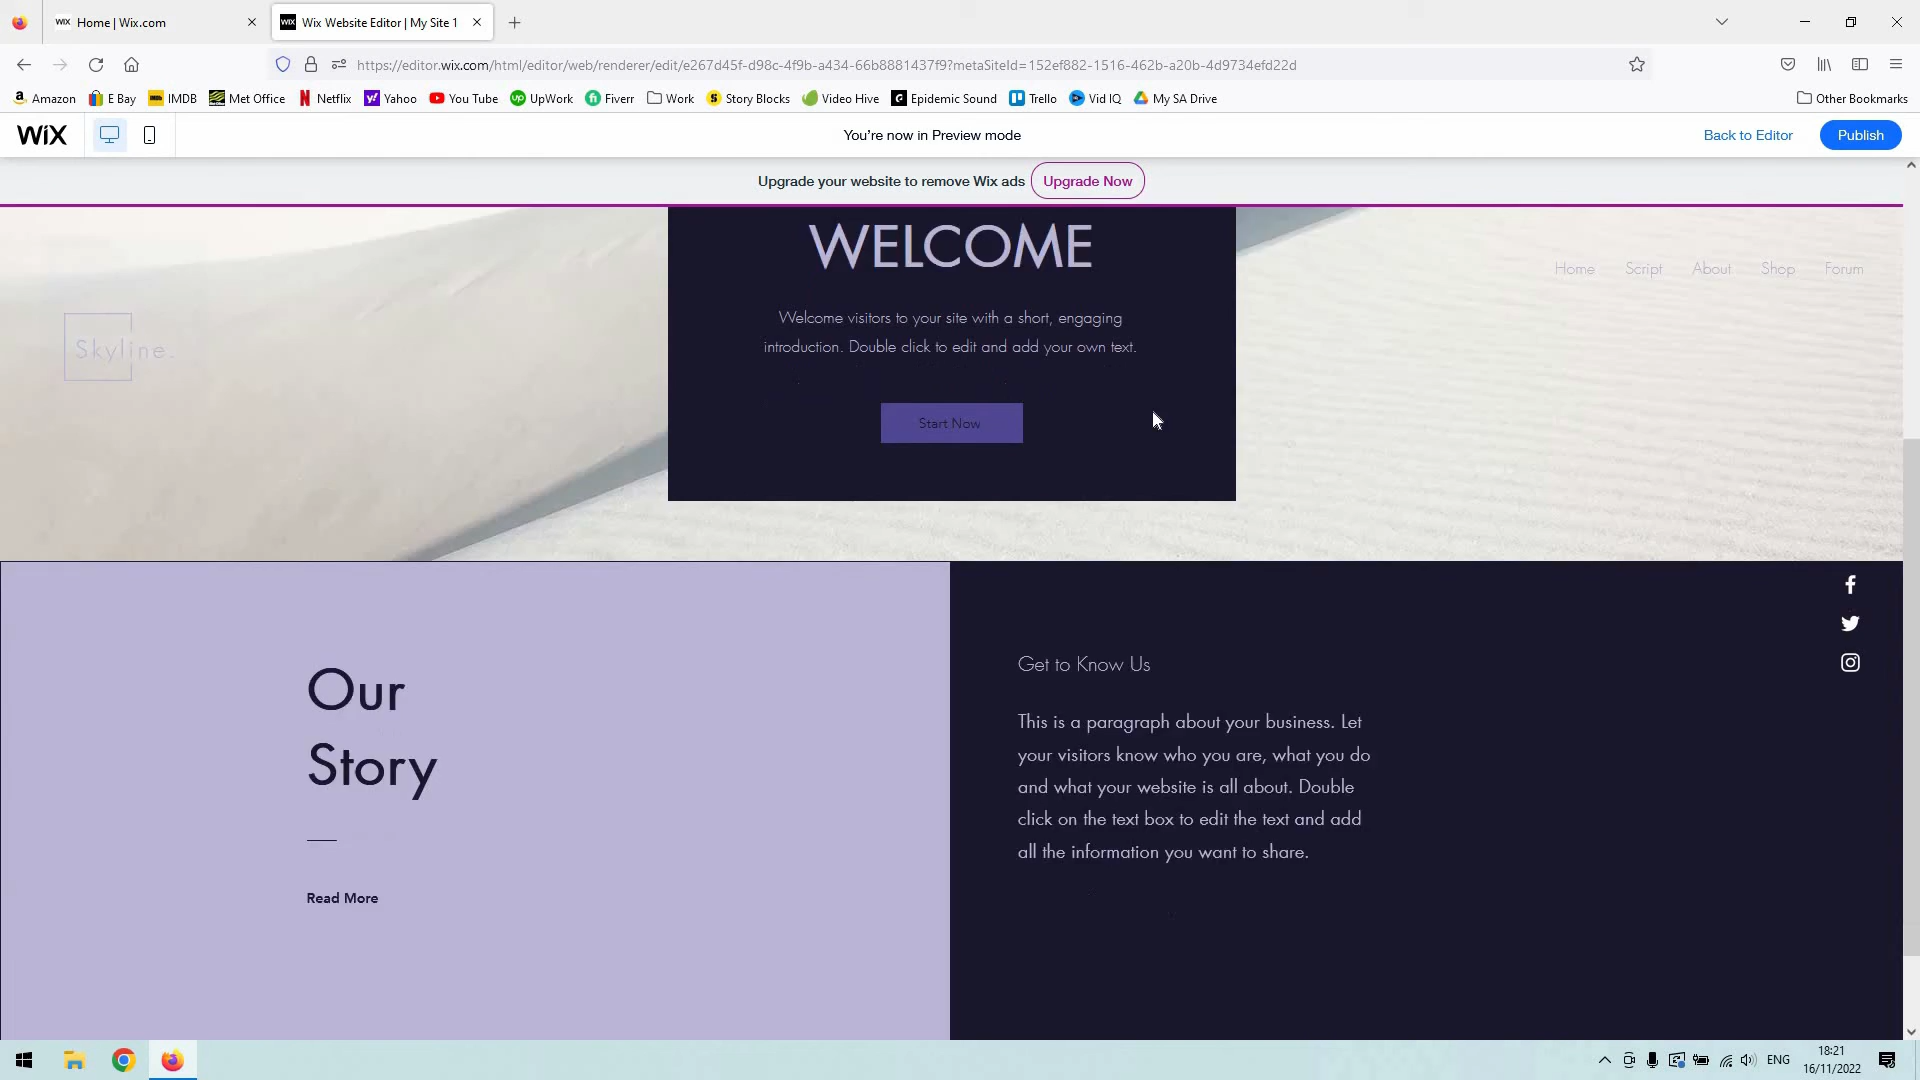 Home | Wix.com
Wix Website Editor | My Site 1
https://editor.wix.com/html/editor/web/renderer/edit/e267d45f-d98c-4f9b-a434-66b8881437f9?metaSiteId=152ef882-1516-462b-a20b-4d9734efd22d
Amazon E Bay IMDB Met Office Netflix Yahoo You Tube UpWork Fiverr Work Story Blocks Video Hive Epidemic Sound Trello Vid IQ My SA Drive Other Bookmarks
WiX You're now in Preview mode Back to Editor Publish
Upgrade your website to remove Wix ads Upgrade Now
WELCOME
Home Script About Shop Forum
Welcome visitors to your site with a short, engaging
introduction. Double click to edit and add your own text.
Skyline.
Start Now
Our
Story
Read More
Get to Know Us
This is a paragraph about your business. Let
your visitors know who you are, what you do
and what your website is all about. Double
click on the text box to edit the text and add
all the information you want to share.
ENG
18:21
16/11/2022